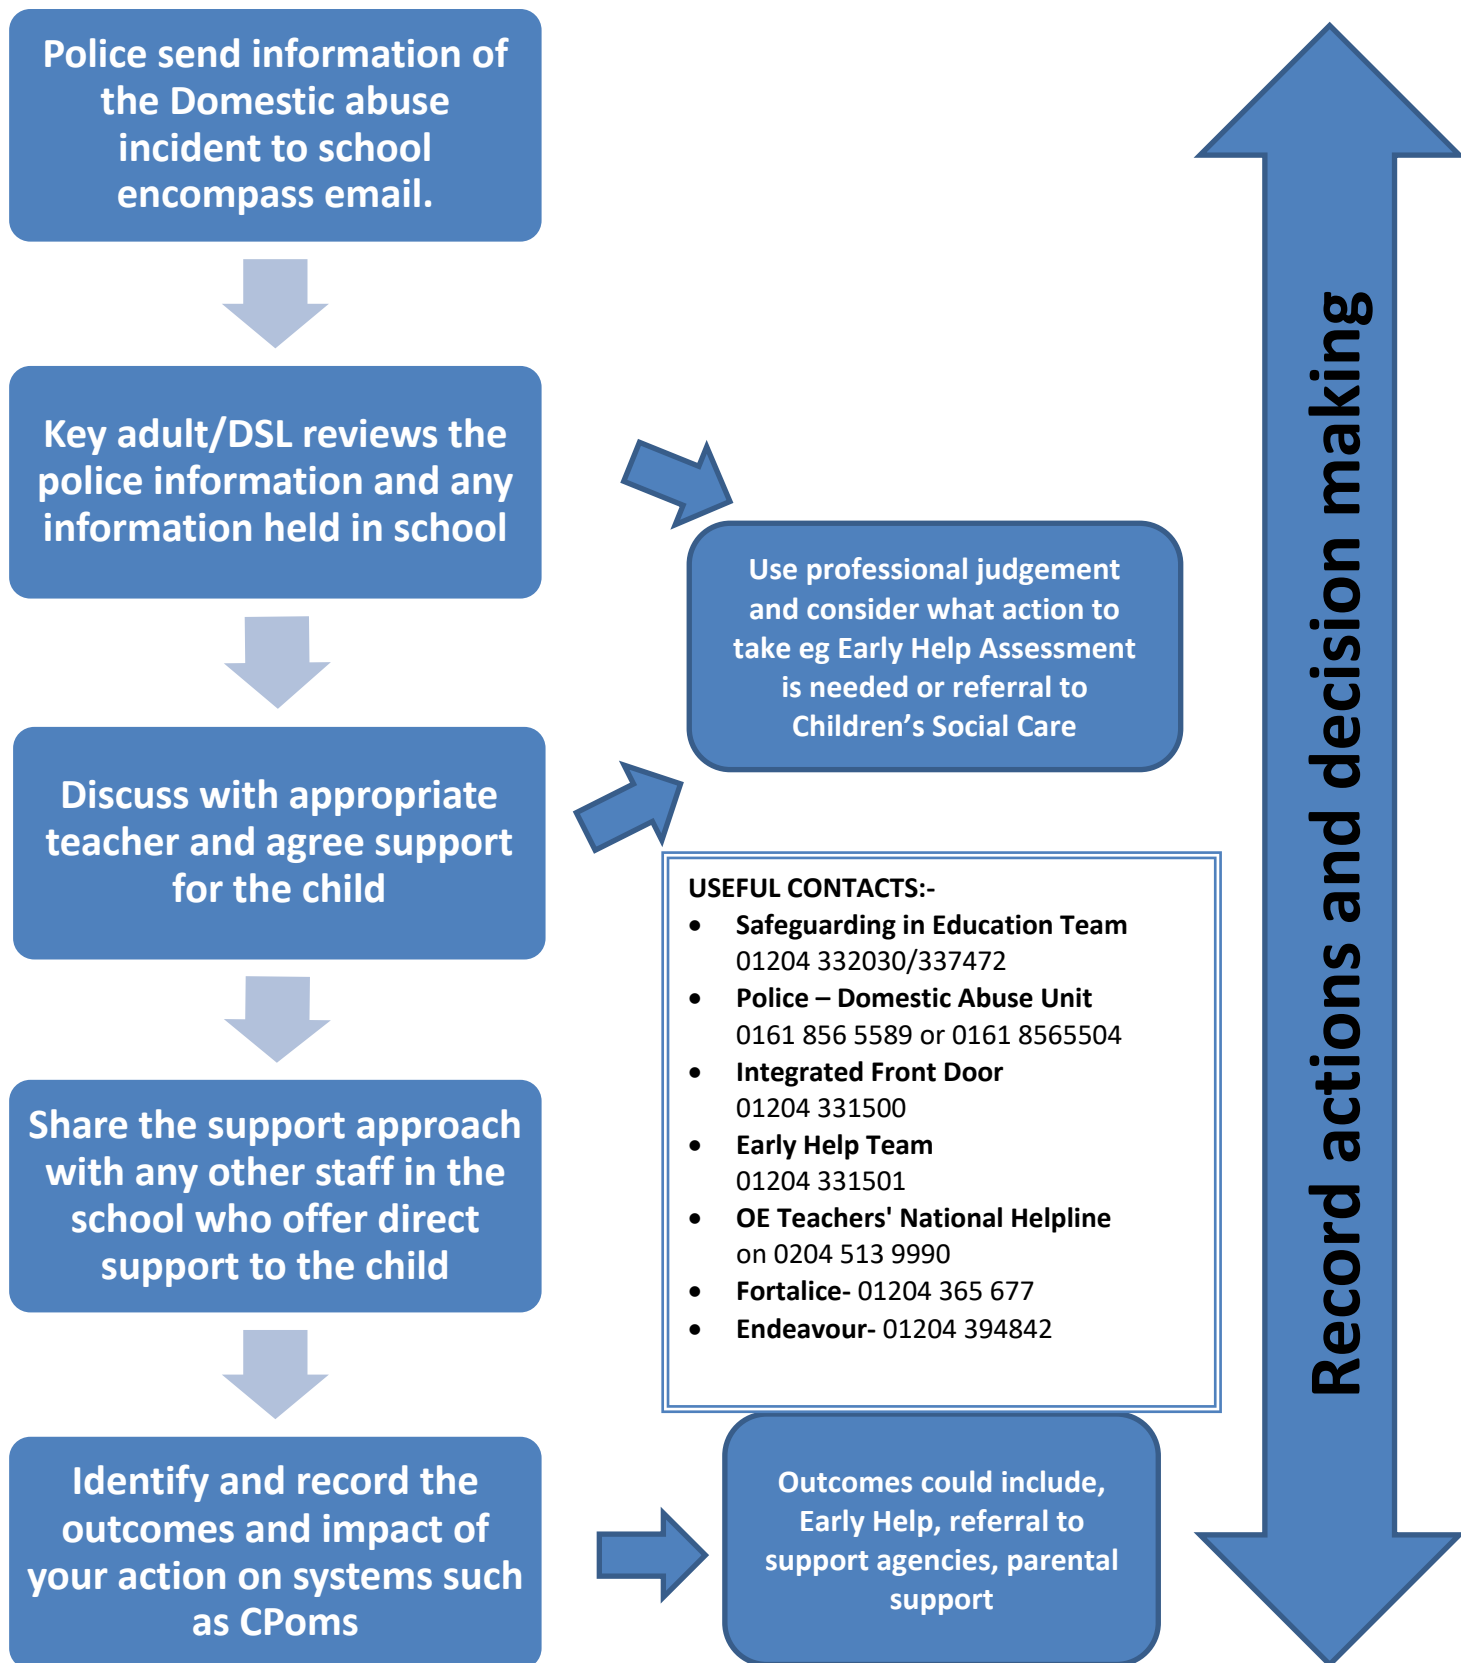 Police send information of
the Domestic abuse
incident to school
encompass email.
Key adult/DSL reviews the
police information and any
information held in school
Use professional judgement
and consider what action to
take eg Early Help Assessment
is needed or referral to
Children’s Social Care
Discuss with appropriate
teacher and agree support
for the child
USEFUL CONTACTS:-
• Safeguarding in Education Team
01204 332030/337472
• Police – Domestic Abuse Unit
0161 856 5589 or 0161 8565504
• Integrated Front Door
01204 331500
• Early Help Team
01204 331501
• OE Teachers' National Helpline
on 0204 513 9990
• Fortalice- 01204 365 677
• Endeavour- 01204 394842
Share the support approach
with any other staff in the
school who offer direct
support to the child
Identify and record the
outcomes and impact of
your action on systems such
as CPoms
Outcomes could include,
Early Help, referral to
support agencies, parental
support
Record actions and decision making